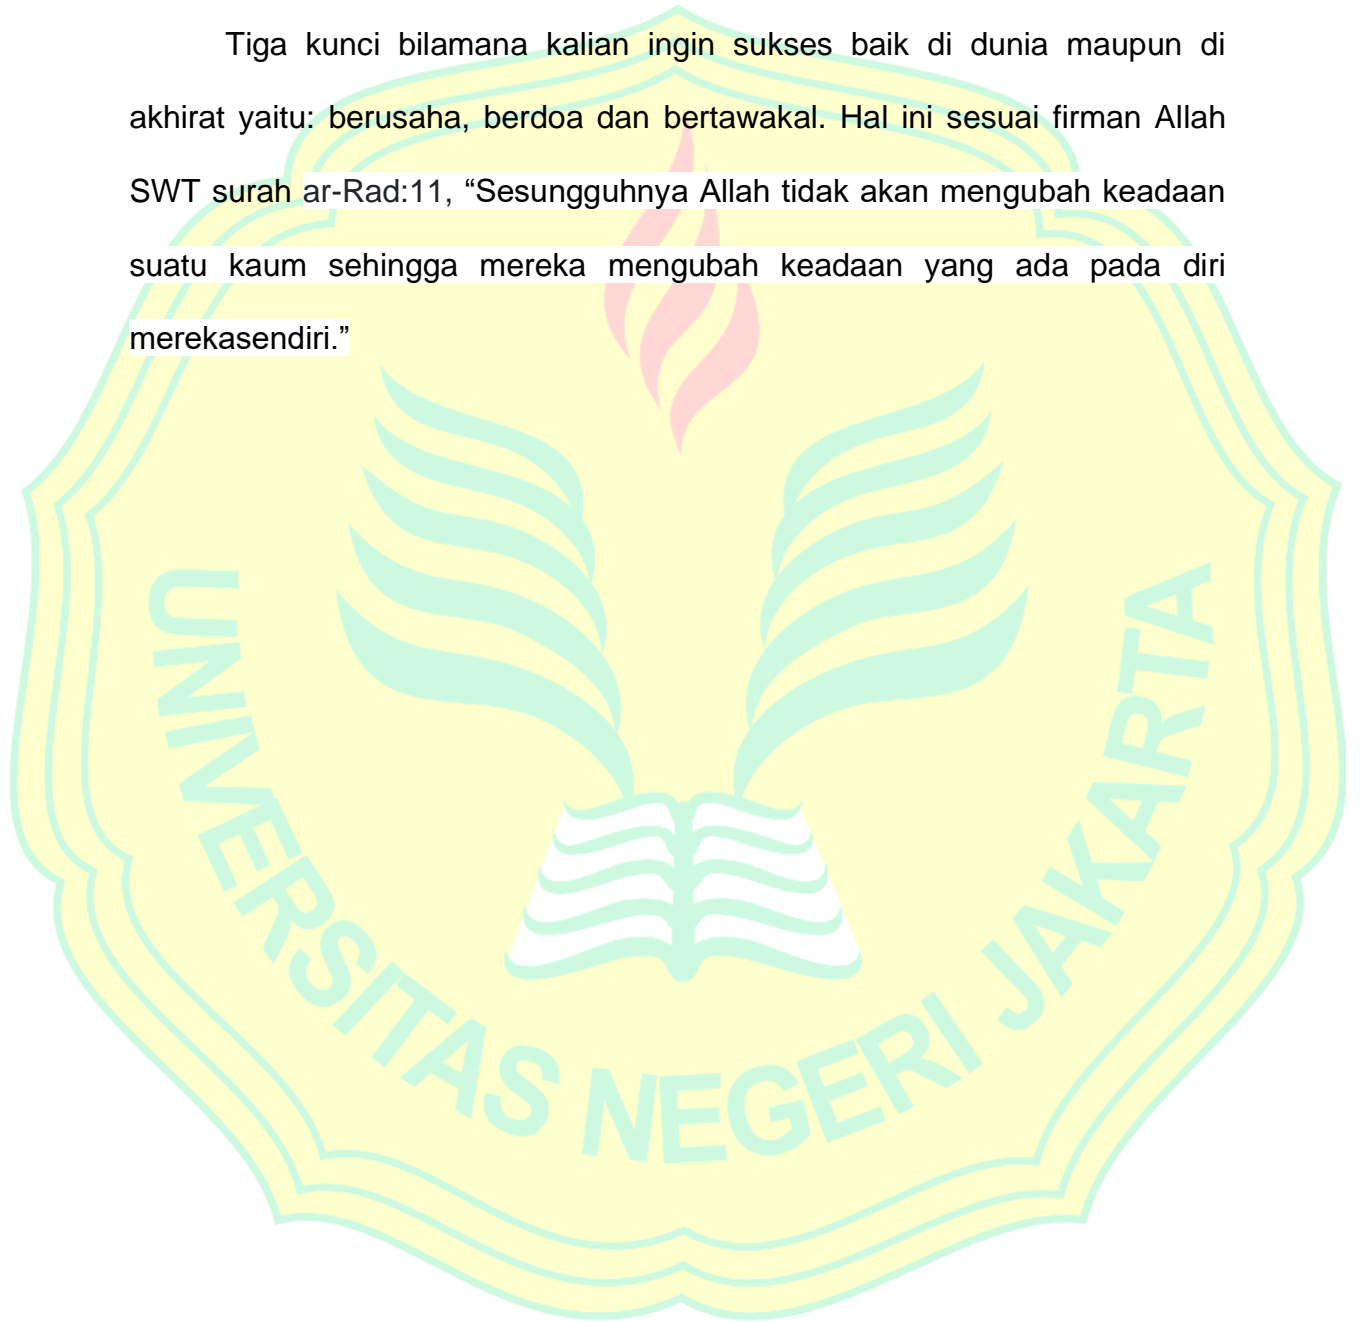 Tiga kunci bilamana kalian ingin sukses baik di dunia maupun di
akhirat yaitu: berusaha, berdoa dan bertawakal. Hal ini sesuai firman Allah
SWT surah ar-Rad:11, “Sesungguhnya Allah tidak akan mengubah keadaan
suatu kaum sehingga mereka mengubah keadaan yang ada pada diri
merekasendiri.”
UNIVERSITAS NEGERI JAKARTA